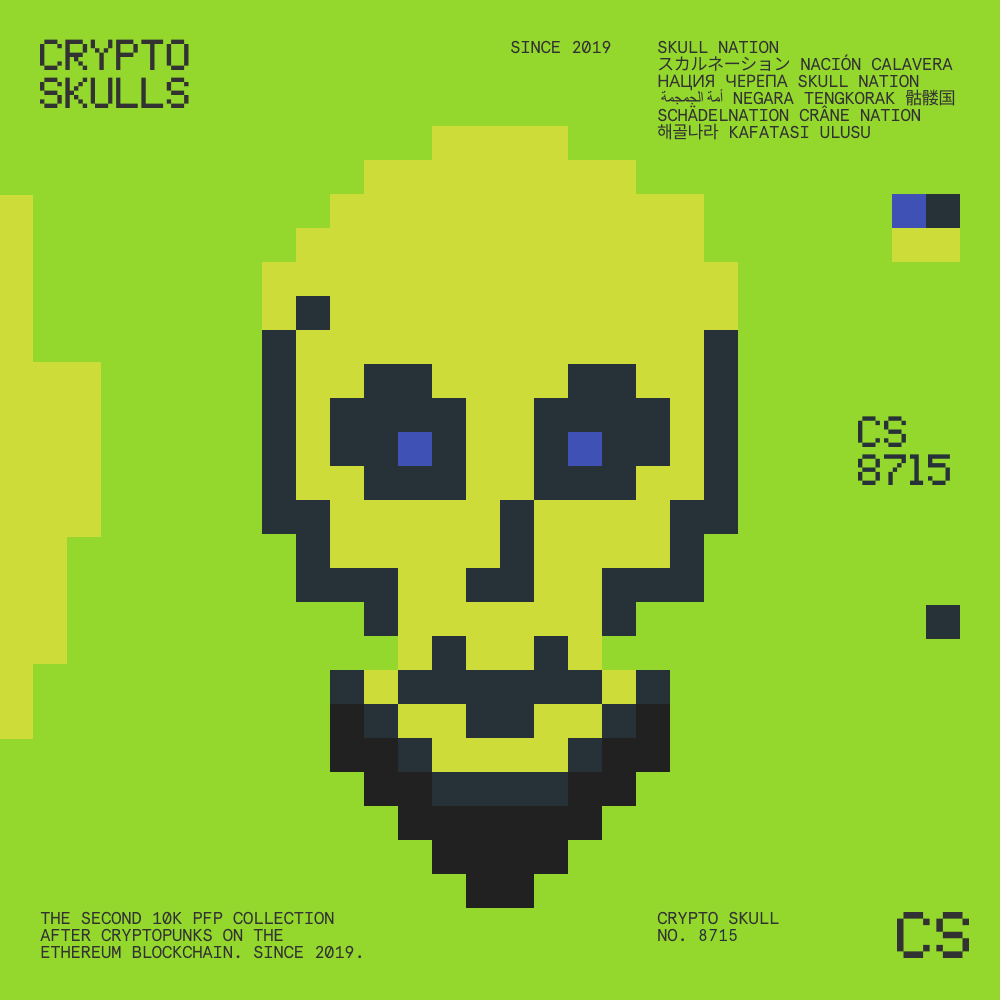 CRYPTO
SKULLS
SINCE 2019
SKULL NATION
スカルネーション NACIÓN CALAVERA
НАЦИЯ ЧЕРЕПА SKULL NATION
أمة الجمجمة NEGARA TENGKORAK 骷髅国
SCHÄDELNATION CRÂNE NATION
해골나라 KAFATASI ULUSU
CS
8715
THE SECOND 10K PFP COLLECTION
AFTER CRYPTOPUNKS ON THE
ETHEREUM BLOCKCHAIN. SINCE 2019.
CRYPTO SKULL
NO. 8715
CS